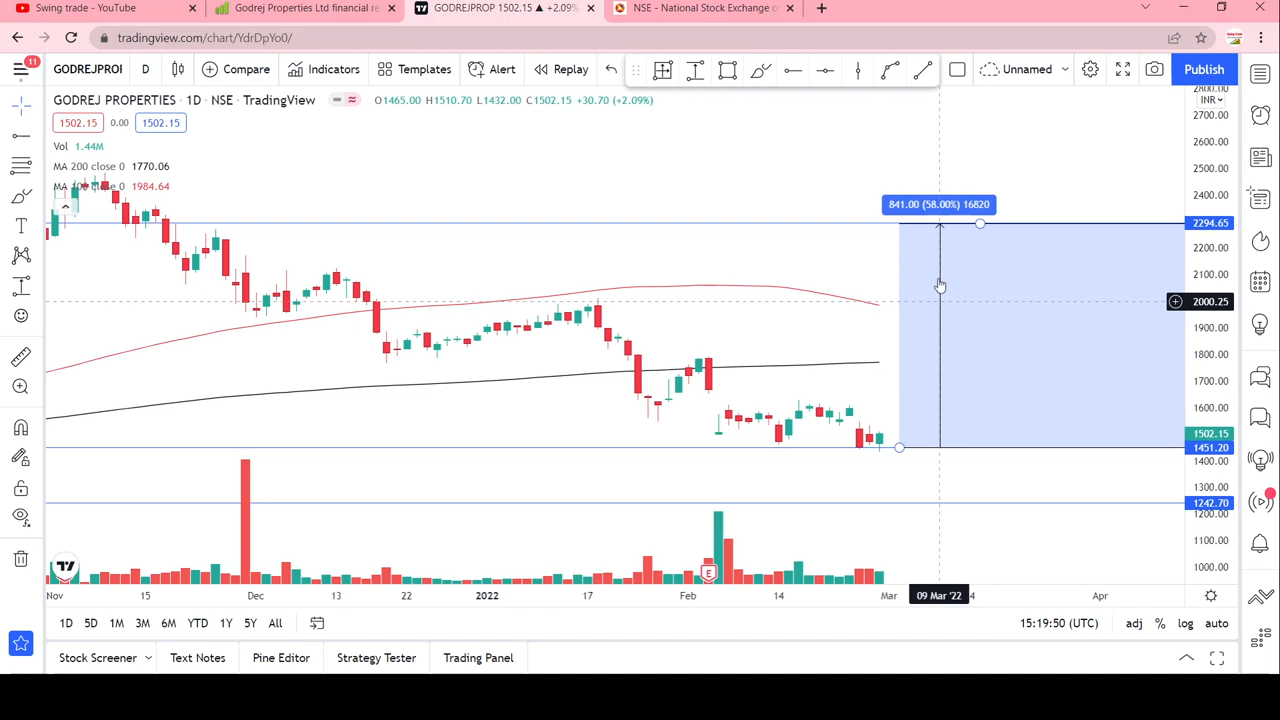 Swing trade - YouTube
Godrej Properties Ltd financial re
GODREJPROP 1502.15 ▲ +2.09%
NSE - National Stock Exchange o
tradingview.com/chart/YdrDpYo0/
11
GODREJPROI
D
Compare
Indicators
Templates
Alert
Replay
Unnamed
Publish
GODREJ PROPERTIES · 1D · NSE · TradingView
O1465.00 H1510.70 L1432.00 C1502.15 +30.70 (+2.09%)
INR
1502.15
0.00
1502.15
Vol 1.44M
MA 200 close 0 1770.06
MA 100 close 0 1984.64
841.00 (58.00%) 16820
2800.00
2700.00
2600.00
2500.00
2400.00
2294.65
2200.00
2100.00
2000.25
1900.00
1800.00
1700.00
1600.00
1502.15
1451.20
1400.00
1300.00
1242.70
1200.00
1100.00
1000.00
E
Nov
15
Dec
13
22
2022
17
Feb
14
Mar
09 Mar '22
4
Apr
1D
5D
1M
3M
6M
YTD
1Y
5Y
All
15:19:50 (UTC)
adj
%
log
auto
Stock Screener
Text Notes
Pine Editor
Strategy Tester
Trading Panel